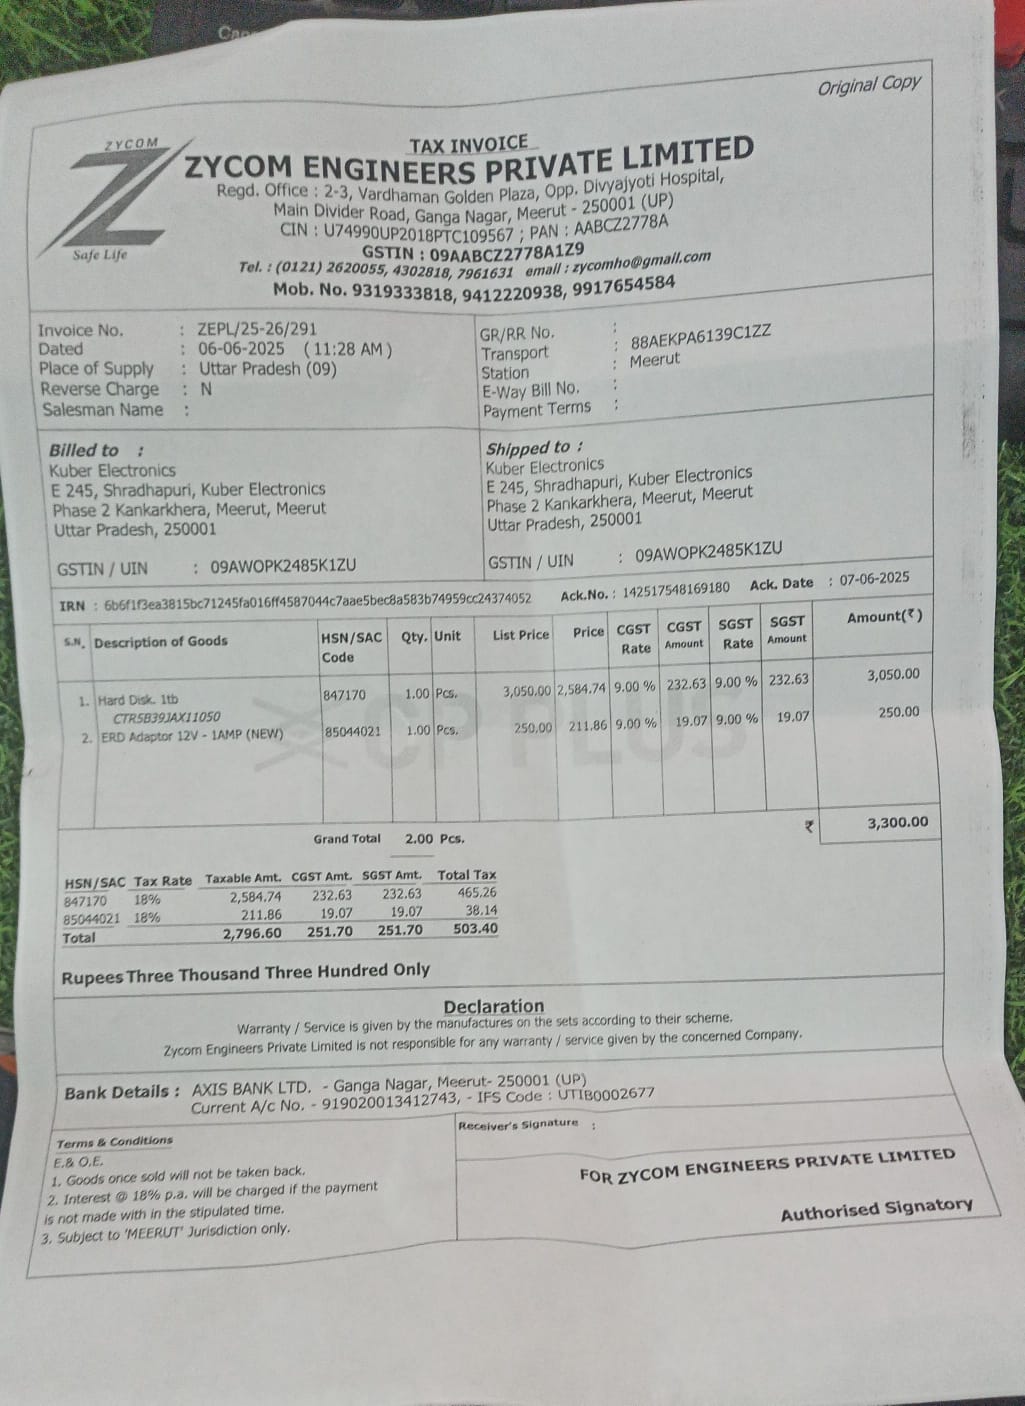 Original Copy
ZYCOM
Safe Life
TAX INVOICE
ZYCOM ENGINEERS PRIVATE LIMITED
Regd. Office : 2-3, Vardhaman Golden Plaza, Opp. Divyajyoti Hospital,
Main Divider Road, Ganga Nagar, Meerut - 250001 (UP)
CIN : U74990UP2018PTC109567 ; PAN : AABCZ2778A
GSTIN : 09AABCZ2778A1Z9
Tel. : (0121) 2620055, 4302818, 7961631 email : zycomho@gmail.com
Mob. No. 9319333818, 9412220938, 9917654584
Invoice No. : ZEPL/25-26/291
Dated : 06-06-2025 ( 11:28 AM )
Place of Supply : Uttar Pradesh (09)
Reverse Charge : N
Salesman Name :
GR/RR No. :
Transport : 88AEKPA6139C1ZZ
Station : Meerut
E-Way Bill No. :
Payment Terms :
Billed to :
Kuber Electronics
E 245, Shradhapuri, Kuber Electronics
Phase 2 Kankarkhera, Meerut, Meerut
Uttar Pradesh, 250001
GSTIN / UIN : 09AWOPK2485K1ZU
Shipped to :
Kuber Electronics
E 245, Shradhapuri, Kuber Electronics
Phase 2 Kankarkhera, Meerut, Meerut
Uttar Pradesh, 250001
GSTIN / UIN : 09AWOPK2485K1ZU
IRN : 6b6f1f3ea3815bc71245fa016ff4587044c7aae5bec8a583b74959cc24374052 Ack.No. : 142517548169180 Ack. Date : 07-06-2025
S.N. Description of Goods HSN/SAC Code Qty. Unit List Price Price CGST Rate CGST Amount SGST Rate SGST Amount Amount(₹)
1. Hard Disk. 1tb 847170 1.00 Pcs. 3,050.00 2,584.74 9.00 % 232.63 9.00 % 232.63 3,050.00
CTR5B39JAX11050
2. ERD Adaptor 12V - 1AMP (NEW) 85044021 1.00 Pcs. 250.00 211.86 9.00 % 19.07 9.00 % 19.07 250.00
CP PLUS
Grand Total 2.00 Pcs. ₹ 3,300.00
HSN/SAC Tax Rate Taxable Amt. CGST Amt. SGST Amt. Total Tax
847170 18% 2,584.74 232.63 232.63 465.26
85044021 18% 211.86 19.07 19.07 38.14
Total 2,796.60 251.70 251.70 503.40
Rupees Three Thousand Three Hundred Only
Declaration
Warranty / Service is given by the manufactures on the sets according to their scheme.
Zycom Engineers Private Limited is not responsible for any warranty / service given by the concerned Company.
Bank Details : AXIS BANK LTD. - Ganga Nagar, Meerut- 250001 (UP)
Current A/c No. - 919020013412743, - IFS Code : UTIB0002677
Terms & Conditions
E.& O.E.
1. Goods once sold will not be taken back.
2. Interest @ 18% p.a. will be charged if the payment
is not made with in the stipulated time.
3. Subject to 'MEERUT' Jurisdiction only.
Receiver's Signature :
FOR ZYCOM ENGINEERS PRIVATE LIMITED
Authorised Signatory